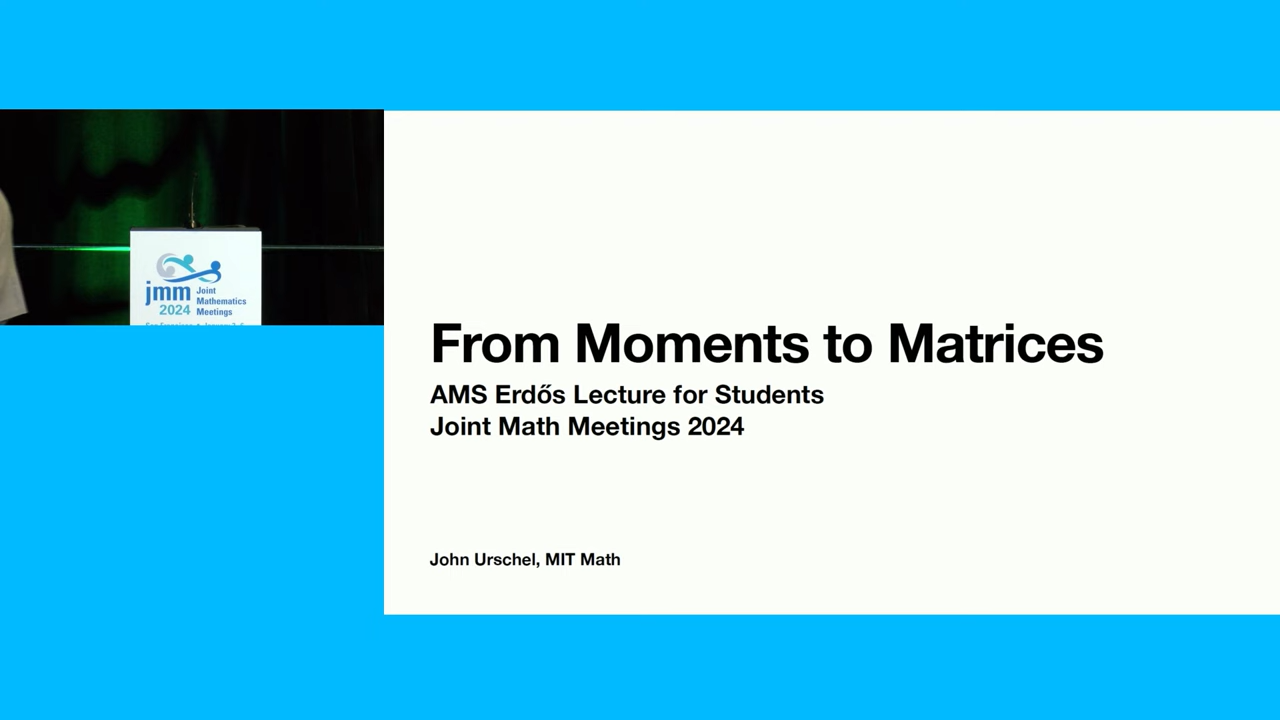 jmm Joint
Mathematics
2024 Meetings
From Moments to Matrices
AMS Erdős Lecture for Students
Joint Math Meetings 2024
John Urschel, MIT Math